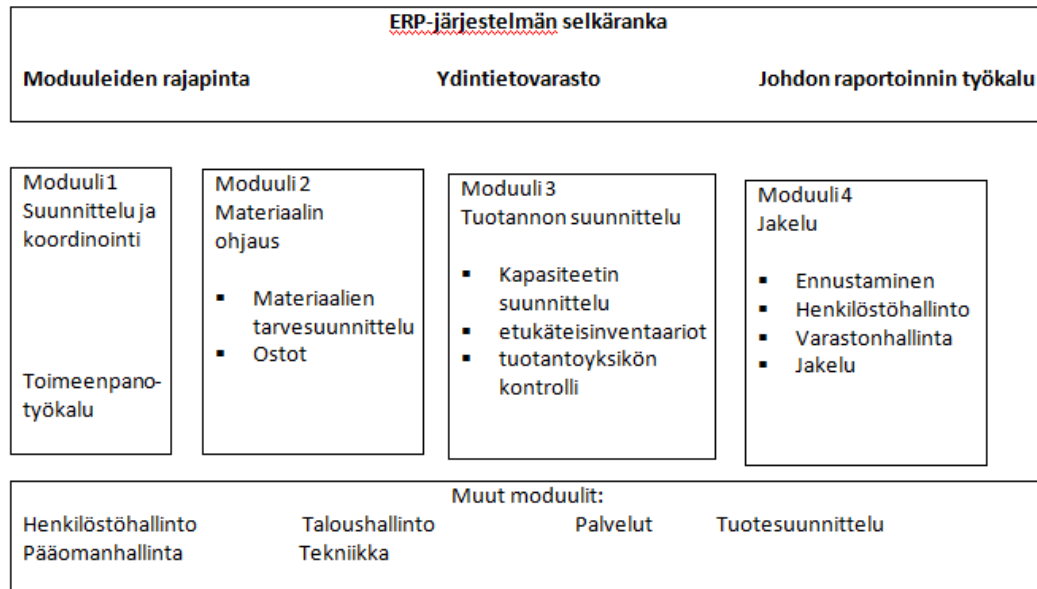 ERP-järjestelmän selkäranka
Moduuleiden rajapinta Ydintietovarasto Johdon raportoinnin työkalu
Moduuli 1
Suunnittelu ja
koordinointi
Toimeenpano-
työkalu
Moduuli 2
Materiaalin
ohjaus
▪ Materiaalien
tarvesuunnittelu
▪ Ostot
Moduuli 3
Tuotannon suunnittelu
▪ Kapasiteetin
suunnittelu
▪ etukäteisinventaariot
▪ tuotantoyksikön
kontrolli
Moduuli 4
Jakelu
▪ Ennustaminen
▪ Henkilöstöhallinto
▪ Varastonhallinta
▪ Jakelu
Muut moduulit:
Henkilöstöhallinto Taloushallinto Palvelut Tuotesuunnittelu
Pääomanhallinta Tekniikka